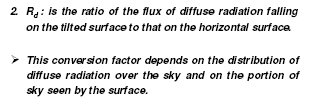 2. Rd : is the ratio of the flux of diffuse radiation falling
on the tilted surface to that on the horizontal surface.
➢ This conversion factor depends on the distribution of
diffuse radiation over the sky and on the portion of
sky seen by the surface.